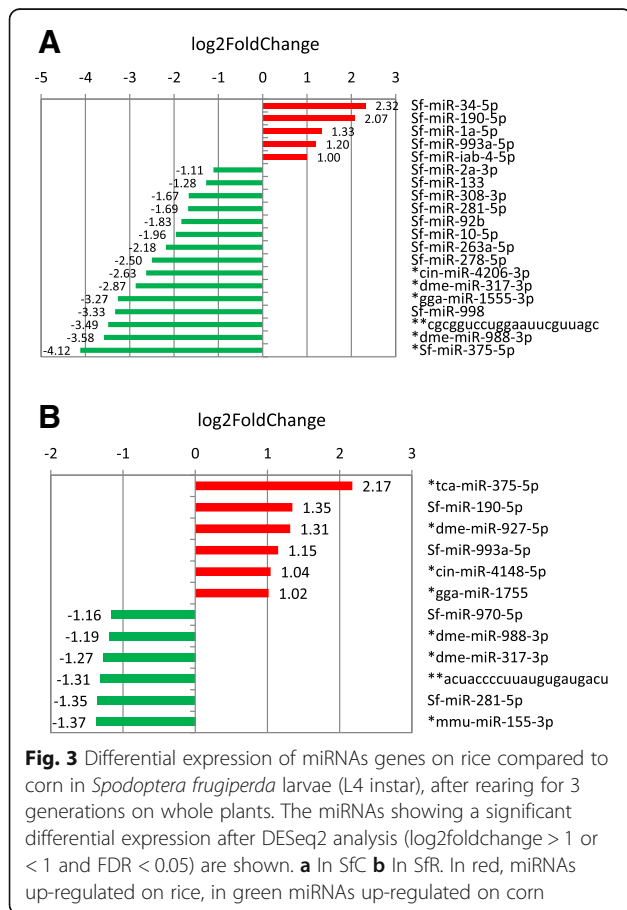 A
log2FoldChange
-5 -4 -3 -2 -1 0 1 2 3
2.32 Sf-miR-34-5p
2.07 Sf-miR-190-5p
1.33 Sf-miR-1a-5p
1.20 Sf-miR-993a-5p
1.00 Sf-miR-iab-4-5p
-1.11 Sf-miR-2a-3p
-1.28 Sf-miR-133
-1.67 Sf-miR-308-3p
-1.69 Sf-miR-281-5p
-1.83 Sf-miR-92b
-1.96 Sf-miR-10-5p
-2.18 Sf-miR-263a-5p
-2.50 Sf-miR-278-5p
-2.63 *cin-miR-4206-3p
-2.87 *dme-miR-317-3p
-3.27 *gga-miR-1555-3p
-3.33 Sf-miR-998
-3.49 **cgcgguccuggaauucguuagc
-3.58 *dme-miR-988-3p
-4.12 *Sf-miR-375-5p
B
log2FoldChange
-2 -1 0 1 2 3
2.17 *tca-miR-375-5p
1.35 Sf-miR-190-5p
1.31 *dme-miR-927-5p
1.15 Sf-miR-993a-5p
1.04 *cin-miR-4148-5p
1.02 *gga-miR-1755
-1.16 Sf-miR-970-5p
-1.19 *dme-miR-988-3p
-1.27 *dme-miR-317-3p
-1.31 **acuaccccuuaugugaugacu
-1.35 Sf-miR-281-5p
-1.37 *mmu-miR-155-3p
Fig. 3 Differential expression of miRNAs genes on rice compared to
corn in Spodoptera frugiperda larvae (L4 instar), after rearing for 3
generations on whole plants. The miRNAs showing a significant
differential expression after DESeq2 analysis (log2foldchange > 1 or
< 1 and FDR < 0.05) are shown. a In SfC b In SfR. In red, miRNAs
up-regulated on rice, in green miRNAs up-regulated on corn